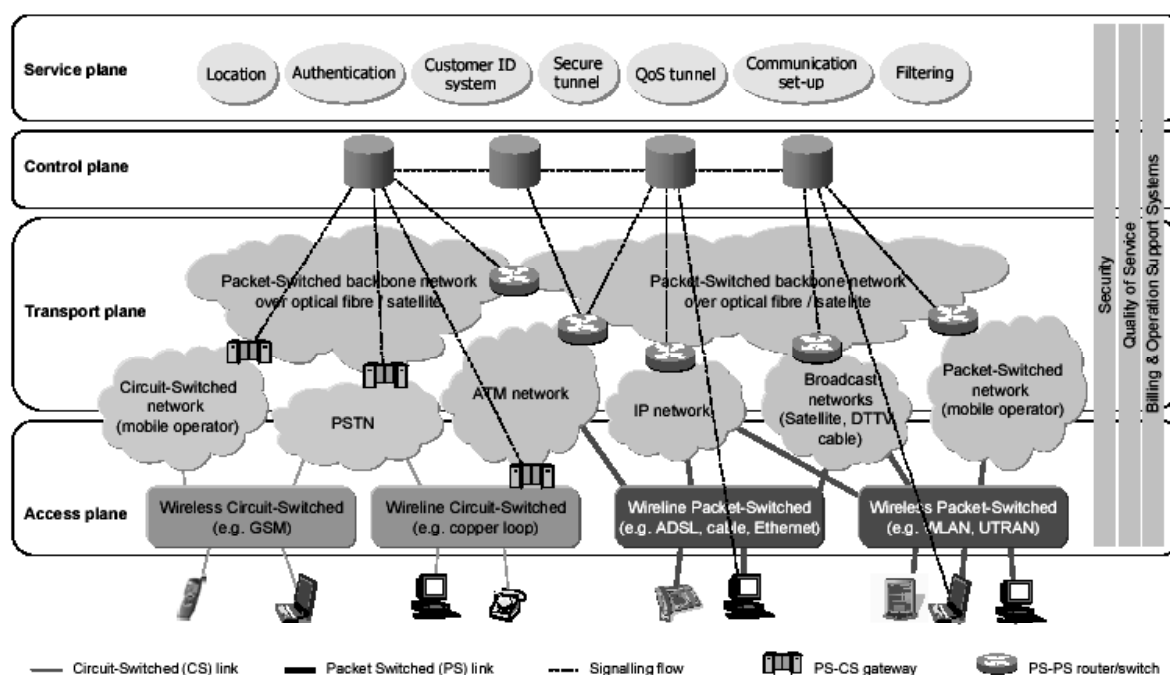 Service plane
Location
Authentication
Customer ID
system
Secure
tunnel
QoS tunnel
Communication
set-up
Filtering
Control plane
Transport plane
Packet-Switched backbone network
over optical fibre / satellite
Packet-Switched backbone network
over optical fibre / satellite
Circuit-Switched
network
(mobile operator)
PSTN
ATM network
IP network
Broadcast
networks
(Satellite, DTTV
cable)
Packet-Switched
network
(mobile operator)
Access plane
Wireless Circuit-Switched
(e.g. GSM)
Wireline Circuit-Switched
(e.g. copper loop)
Wireline Packet-Switched
(e.g. ADSL, cable, Ethernet)
Wireless Packet-Switched
(e.g. WLAN, UTRAN)
Security
Quality of Service
Billing & Operation Support Systems
Circuit-Switched (CS) link
Packet Switched (PS) link
Signalling flow
PS-CS gateway
PS-PS router/switch